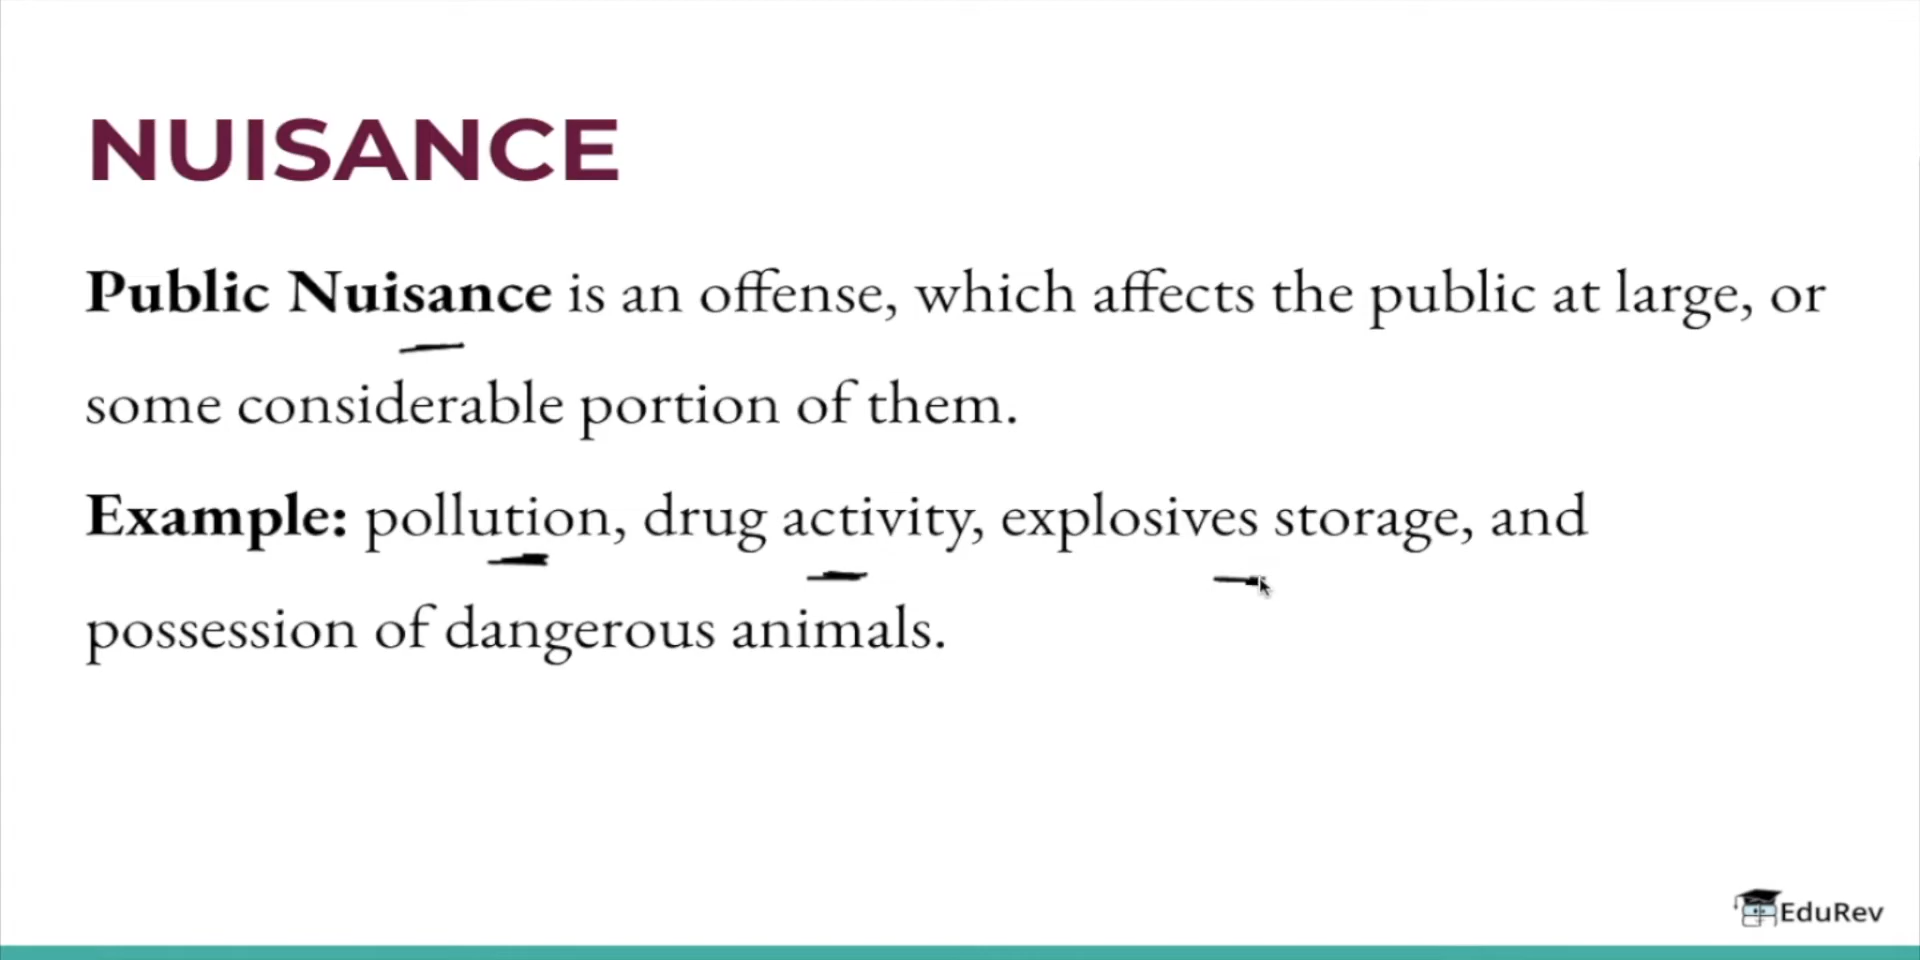 NUISANCE
Public Nuisance is an offense, which affects the public at large, or
some considerable portion of them.
Example: pollution, drug activity, explosives storage, and
possession of dangerous animals.
EduRev